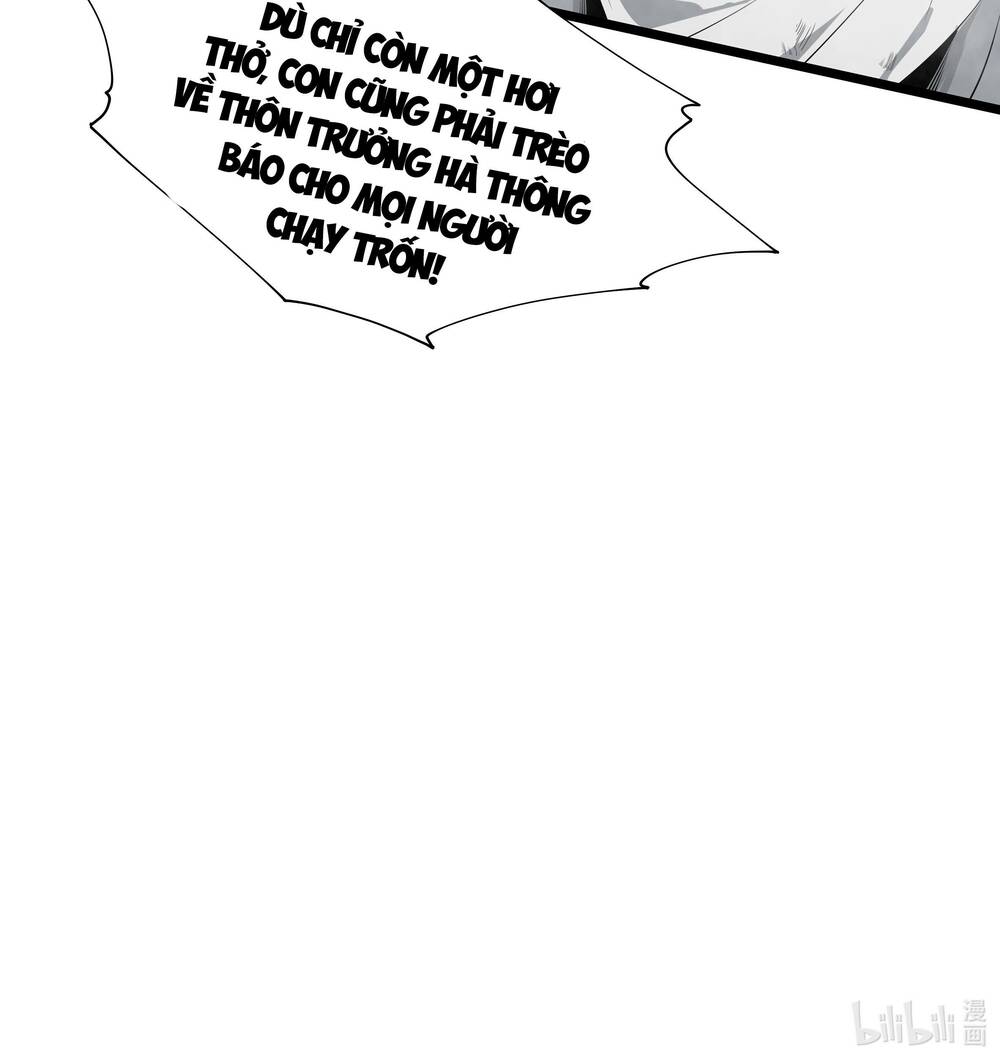 DÙ CHỈ CÒN MỘT HƠI
THỞ, CON CŨNG PHẢI TRÈO
VỀ THÔN TRƯỞNG HÀ THÔNG
BÁO CHO MỌI NGƯỜI
CHẠY TRỐN!
bilibili 漫画